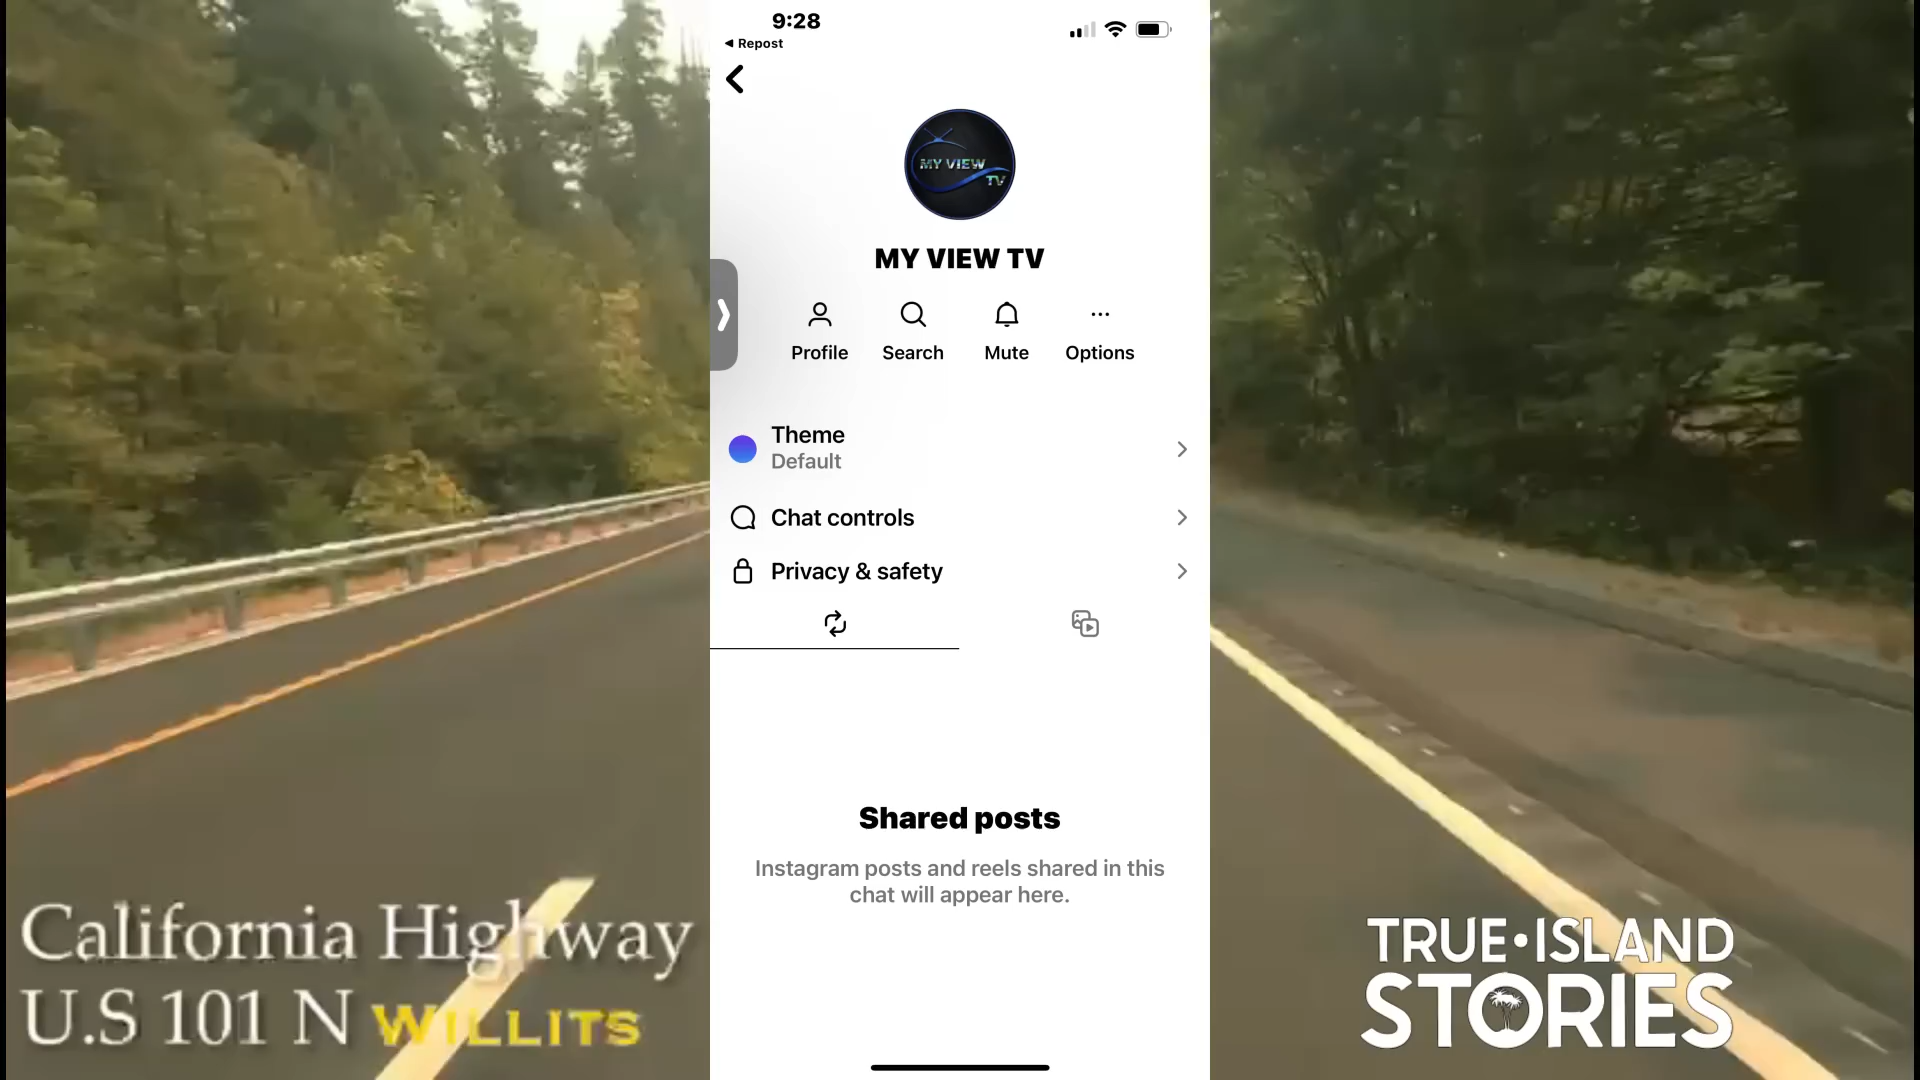 9:28
Repost
MY VIEW
TV
MY VIEW TV
Profile
Search
Mute
Options
Theme
Default
Chat controls
Privacy & safety
Shared posts
Instagram posts and reels shared in this
chat will appear here.
California Highway
U.S 101 N WILLITS
TRUE•ISLAND
STORIES